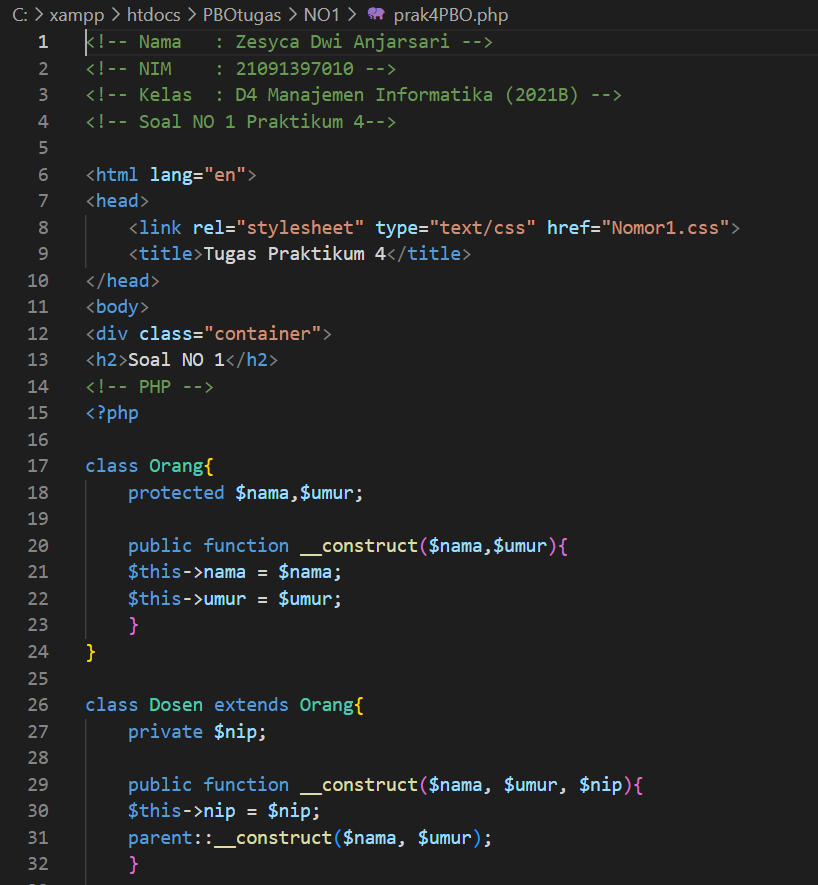 C: > xampp > htdocs > PBOtugas > NO1 > prak4PBO.php
1 <!-- Nama   : Zesyca Dwi Anjarsari -->
2 <!-- NIM    : 21091397010 -->
3 <!-- Kelas  : D4 Manajemen Informatika (2021B) -->
4 <!-- Soal NO 1 Praktikum 4-->
5
6 <html lang="en">
7 <head>
8     <link rel="stylesheet" type="text/css" href="Nomor1.css">
9     <title>Tugas Praktikum 4</title>
10 </head>
11 <body>
12 <div class="container">
13 <h2>Soal NO 1</h2>
14 <!-- PHP -->
15 <?php
16
17 class Orang{
18     protected $nama,$umur;
19
20     public function __construct($nama,$umur){
21     $this->nama = $nama;
22     $this->umur = $umur;
23     }
24 }
25
26 class Dosen extends Orang{
27     private $nip;
28
29     public function __construct($nama, $umur, $nip){
30     $this->nip = $nip;
31     parent::__construct($nama, $umur);
32     }